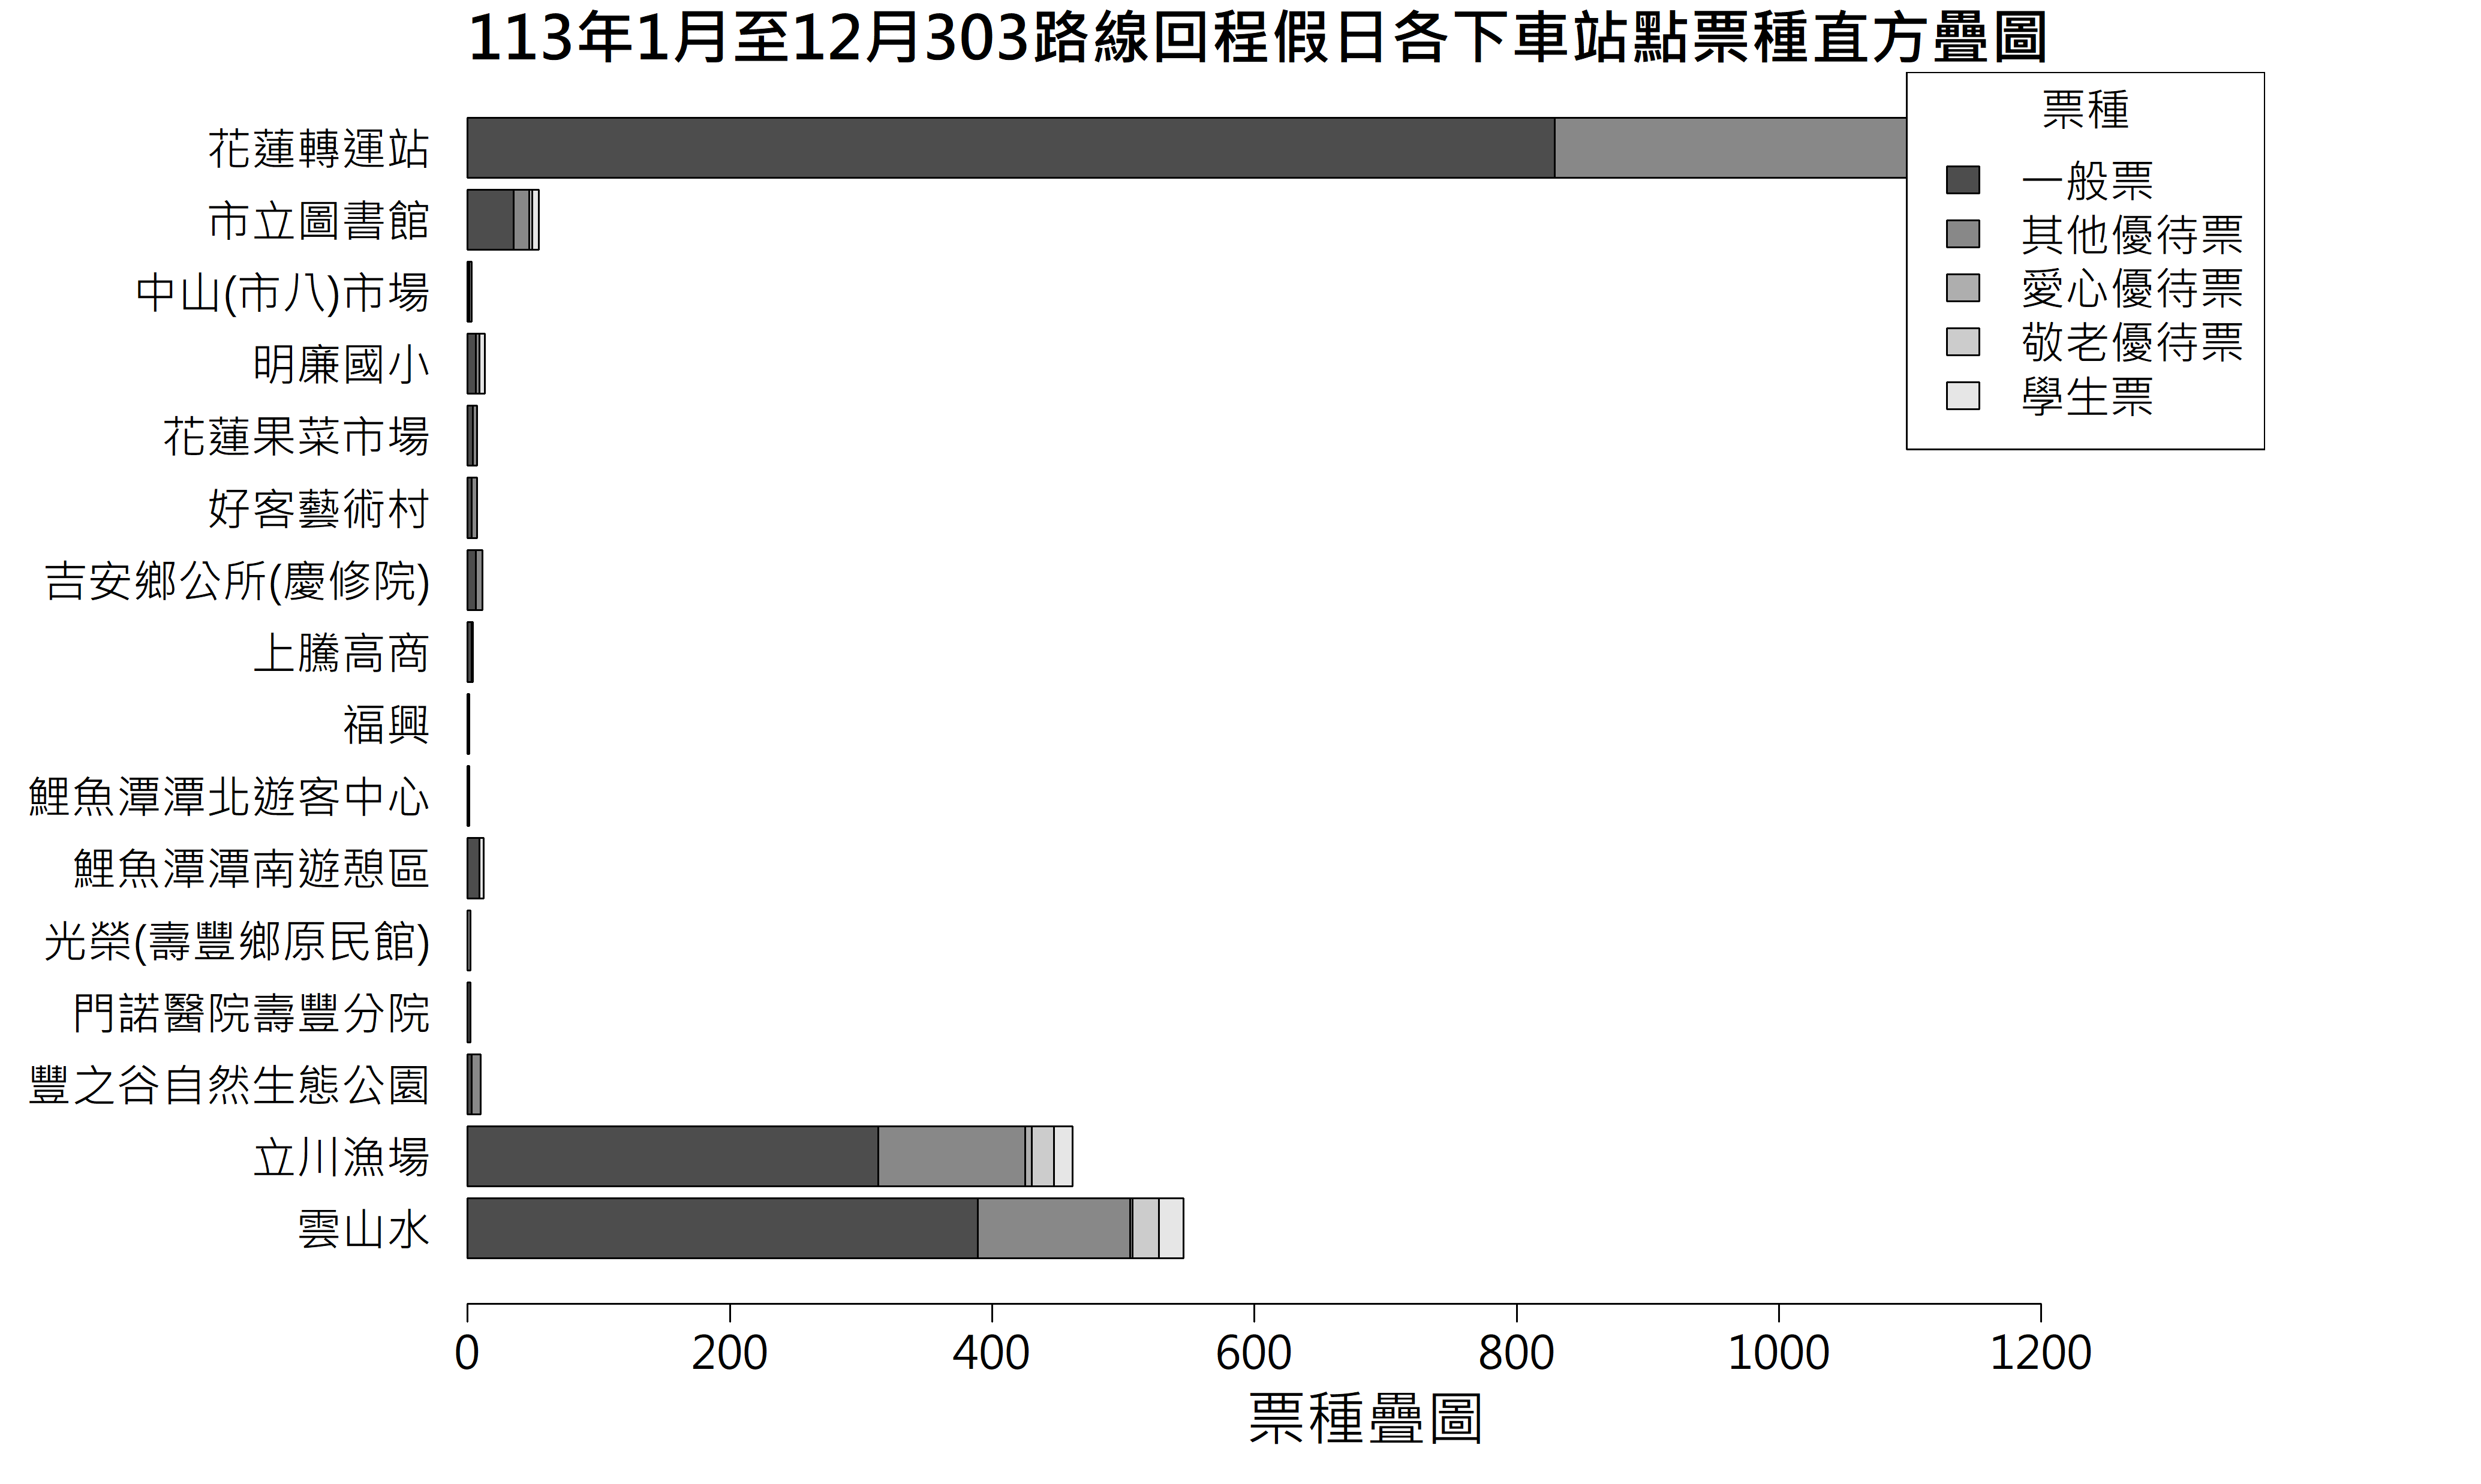 113年1月至12月303路線回程假日各下車站點票種直方疊圖
票種
一般票
其他優待票
愛心優待票
敬老優待票
學生票
花蓮轉運站
市立圖書館
中山(市八)市場
明廉國小
花蓮果菜市場
好客藝術村
吉安鄉公所(慶修院)
上騰高商
福興
鯉魚潭潭北遊客中心
鯉魚潭潭南遊憩區
光榮(壽豐鄉原民館)
門諾醫院壽豐分院
豐之谷自然生態公園
立川漁場
雲山水
0 200 400 600 800 1000 1200
票種疊圖